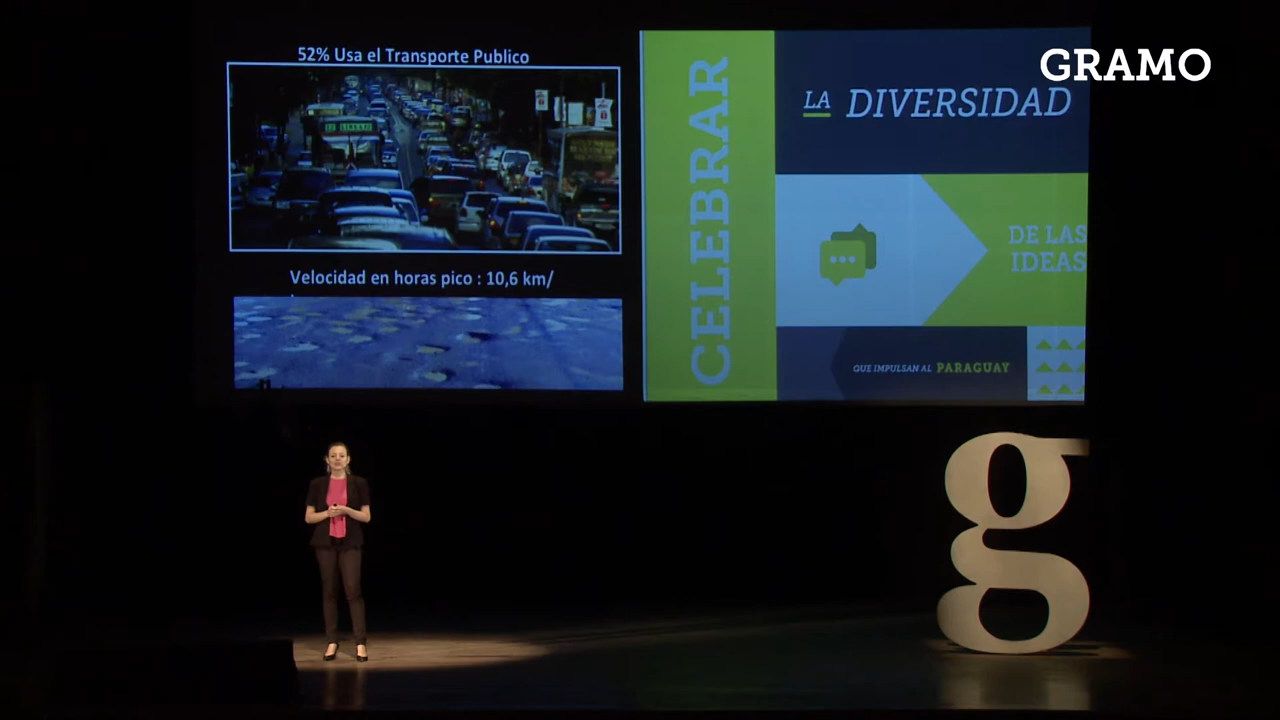 52% Usa el Transporte Publico
Velocidad en horas pico : 10,6 km/
CELEBRAR
LA DIVERSIDAD
DE LAS
IDEAS
QUE IMPULSAN AL PARAGUAY
GRAMO
g